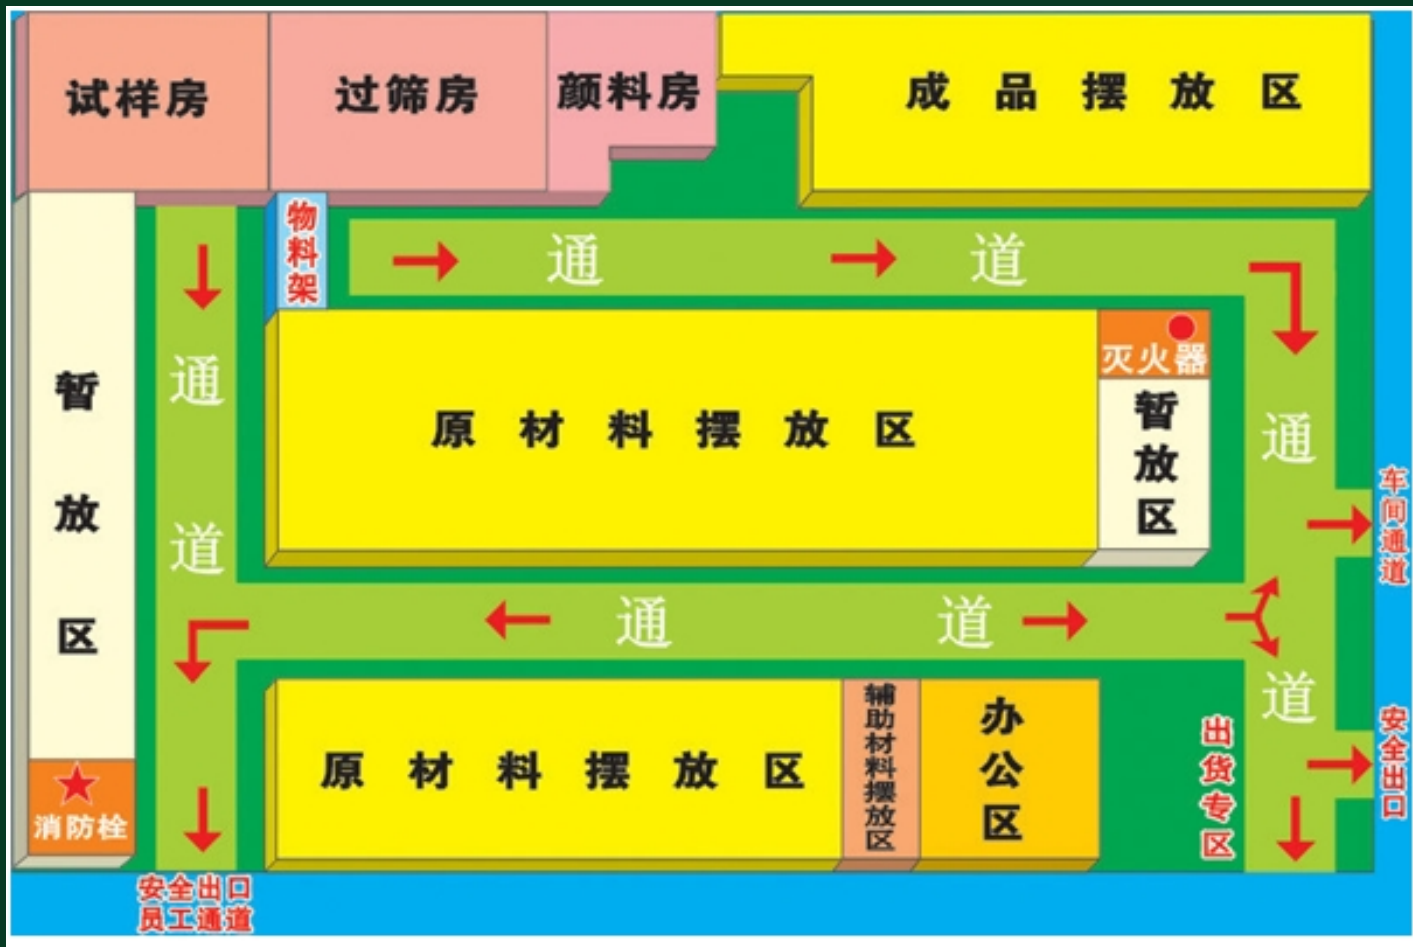 试样房
过筛房
颜料房
成品摆放区
物料架
通道
通道
通道
暂放区
原材料摆放区
灭火器
暂放区
车间通道
通道
消防栓
原材料摆放区
辅助材料摆放区
办公区
出货专区
安全出口
安全出口
员工通道